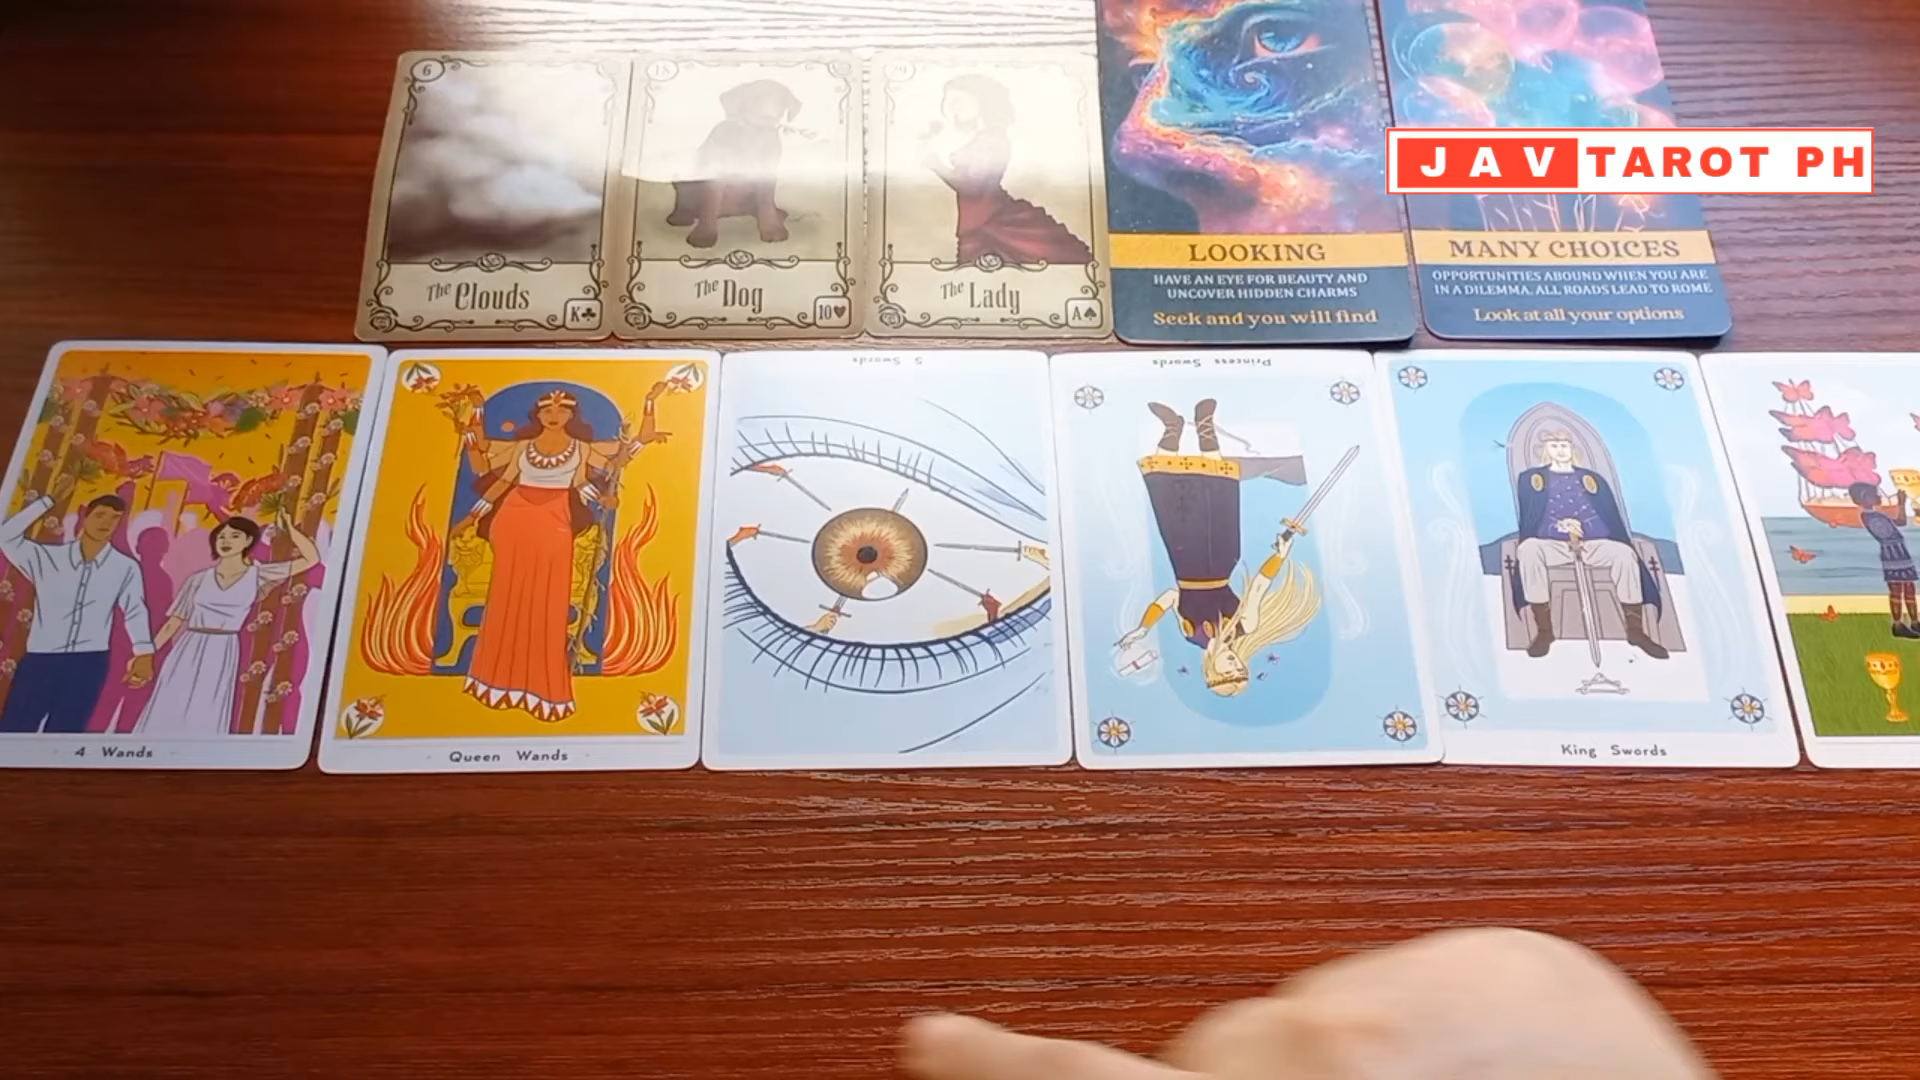 6
18
29
The Clouds
K♣
The Dog
10♥
The Lady
A♠
LOOKING
HAVE AN EYE FOR BEAUTY AND
UNCOVER HIDDEN CHARMS
Seek and you will find
MANY CHOICES
OPPORTUNITIES ABOUND WHEN YOU ARE
IN A DILEMMA. ALL ROADS LEAD TO ROME
Look at all your options
JAV TAROT PH
4 Wands
Queen Wands
5 Swords
Princess Swords
King Swords